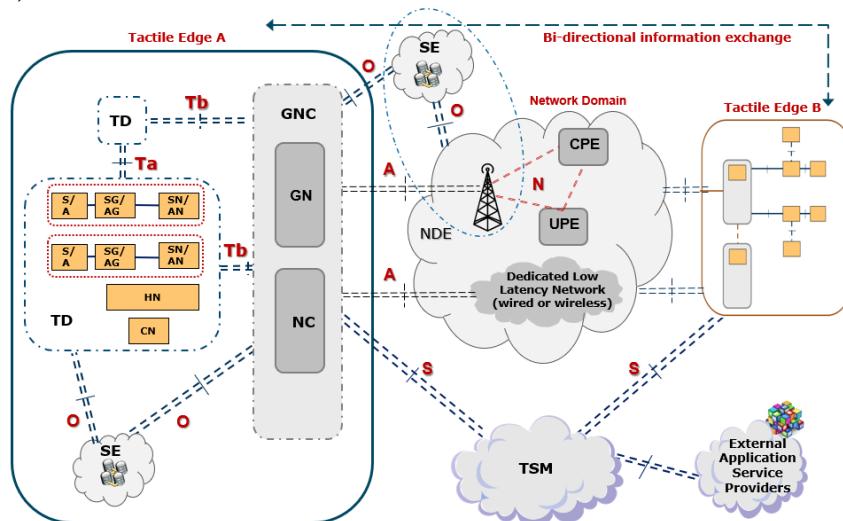 Tactile Edge A
Bi-directional information exchange
SE
O
O
Tb
TD
Ta
GNC
GN
NC
A
A
Network Domain
CPE
N
UPE
NDE
Dedicated Low
Latency Network
(wired or wireless)
Tactile Edge B
S/
A
SG/
AG
SN/
AN
S/
A
SG/
AG
SN/
AN
Tb
HN
CN
TD
O
O
SE
S
S
TSM
External
Application
Service
Providers